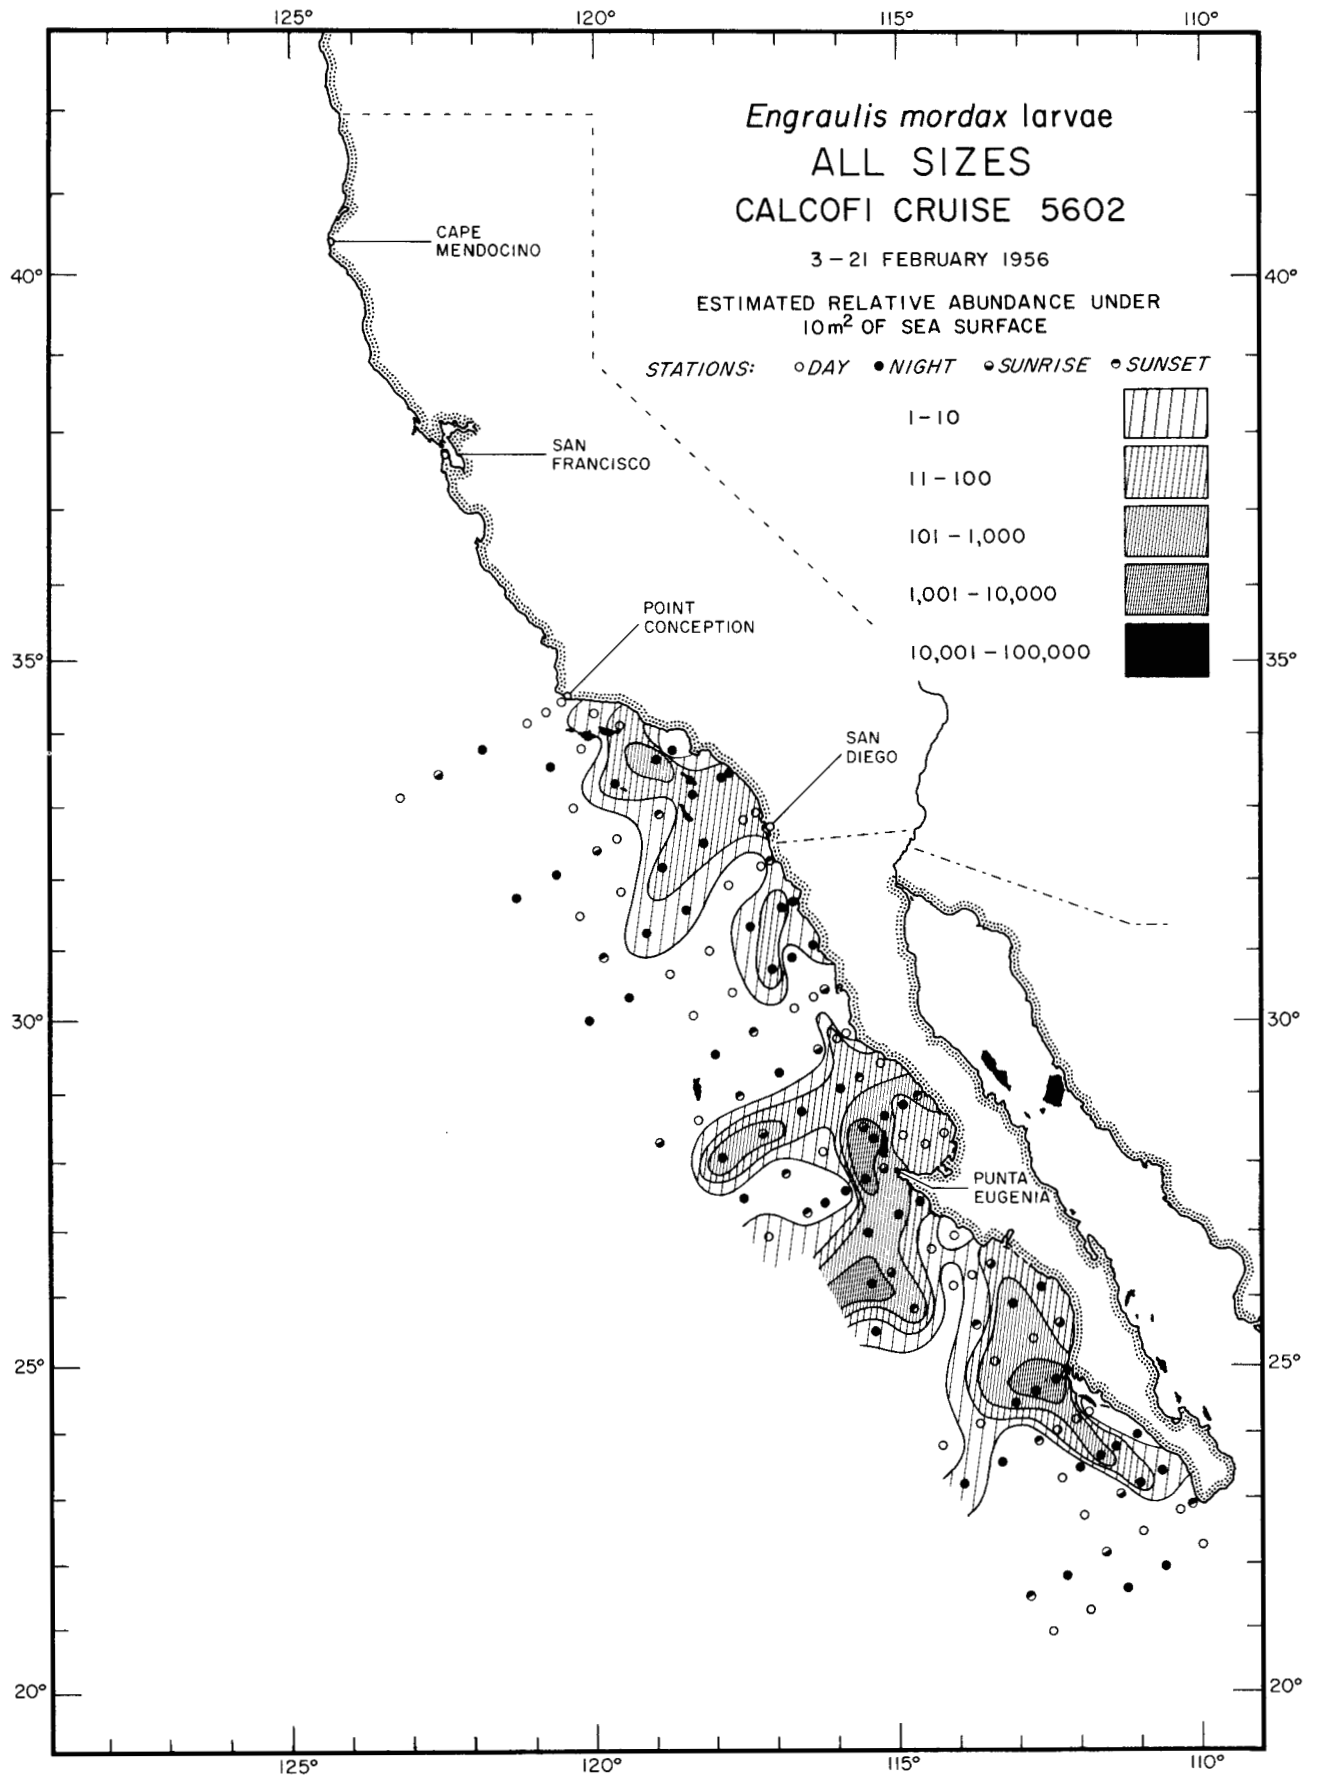 125° 120° 115° 110°
Engraulis mordax larvae
ALL SIZES
CALCOFI CRUISE 5602
3-21 FEBRUARY 1956
ESTIMATED RELATIVE ABUNDANCE UNDER
10m² OF SEA SURFACE
STATIONS: DAY NIGHT SUNRISE SUNSET
1-10
11-100
101-1,000
1,001-10,000
10,001-100,000
CAPE
MENDOCINO
40° 40°
SAN
FRANCISCO
POINT
CONCEPTION
35° 35°
SAN
DIEGO
30° 30°
PUNTA
EUGENIA
25° 25°
20° 20°
125° 120° 115° 110°